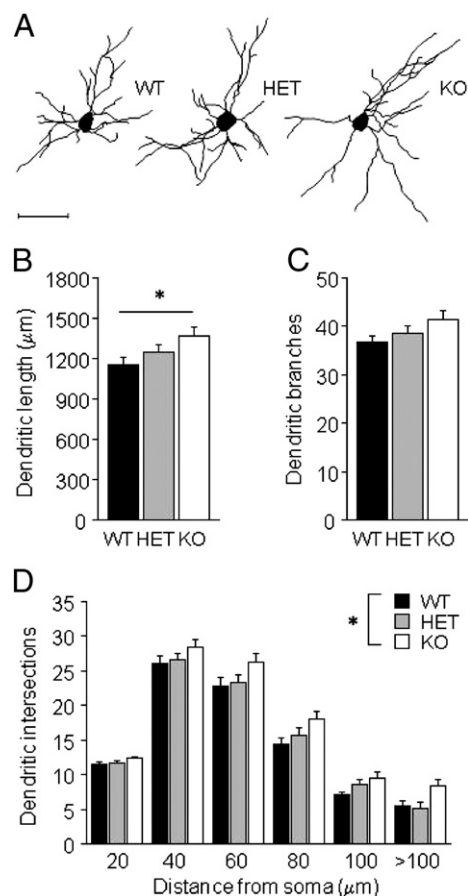 A
WT
HET
KO
B
Dendritic length (μm)
1800
1500
1200
900
600
300
0
*
WT HET KO
C
Dendritic branches
50
40
30
20
10
0
WT HET KO
D
Dendritic intersections
35
30
25
20
15
10
5
0
* WT
HET
KO
20 40 60 80 100 >100
Distance from soma (μm)